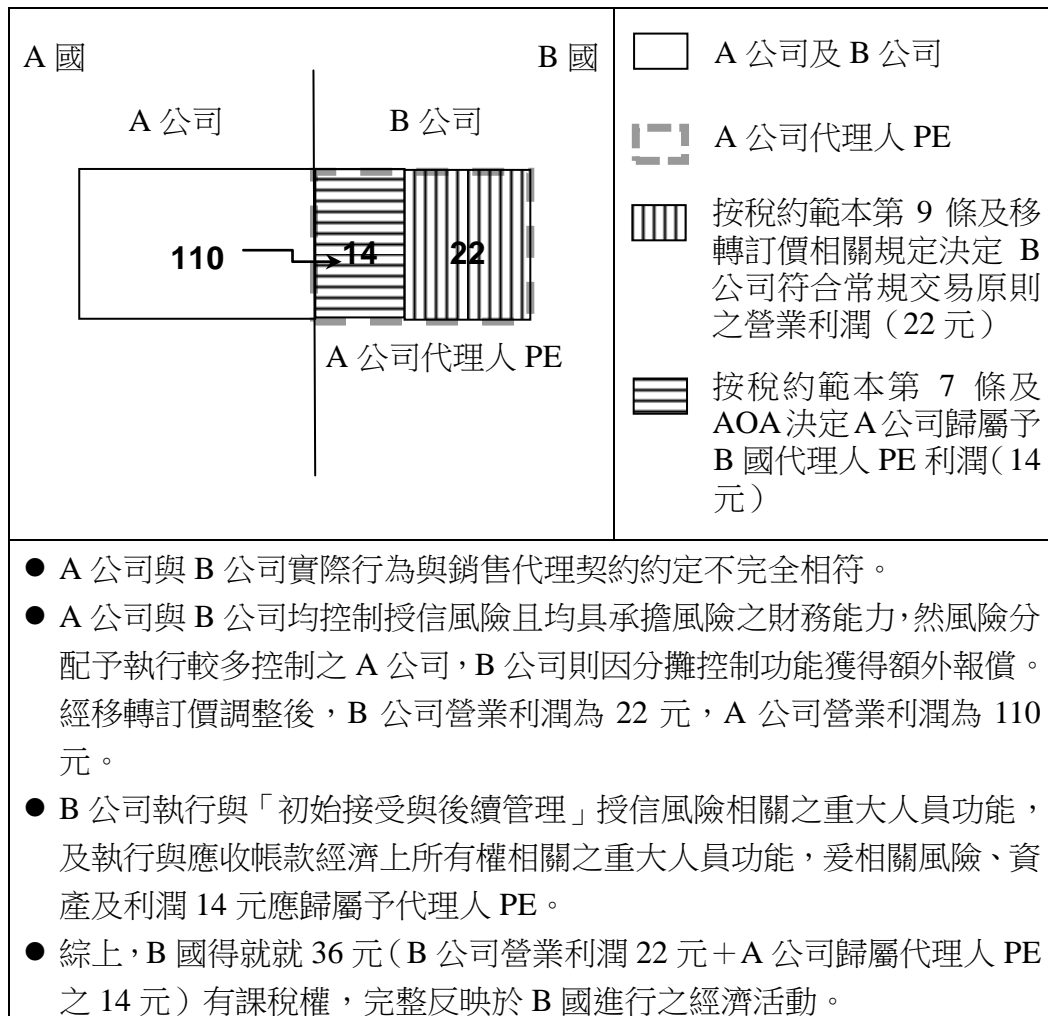 A 國
B 國
A 公司
B 公司
110
14
22
A 公司代理人 PE
A 公司及 B 公司
A 公司代理人 PE
按稅約範本第 9 條及移
轉訂價相關規定決定 B
公司符合常規交易原則
之營業利潤（22 元）
按稅約範本第 7 條及
AOA 決定 A 公司歸屬予
B 國代理人 PE 利潤（14
元）
● A 公司與 B 公司實際行為與銷售代理契約約定不完全相符。
● A 公司與 B 公司均控制授信風險且均具承擔風險之財務能力，然風險分
配予執行較多控制之 A 公司，B 公司則因分攤控制功能獲得額外報償。
經移轉訂價調整後，B 公司營業利潤為 22 元，A 公司營業利潤為 110
元。
● B 公司執行與「初始接受與後續管理」授信風險相關之重大人員功能，
及執行與應收帳款經濟上所有權相關之重大人員功能，爰相關風險、資
產及利潤 14 元應歸屬予代理人 PE。
● 綜上，B 國得就就 36 元（B 公司營業利潤 22 元＋A 公司歸屬代理人 PE
之 14 元）有課稅權，完整反映於 B 國進行之經濟活動。